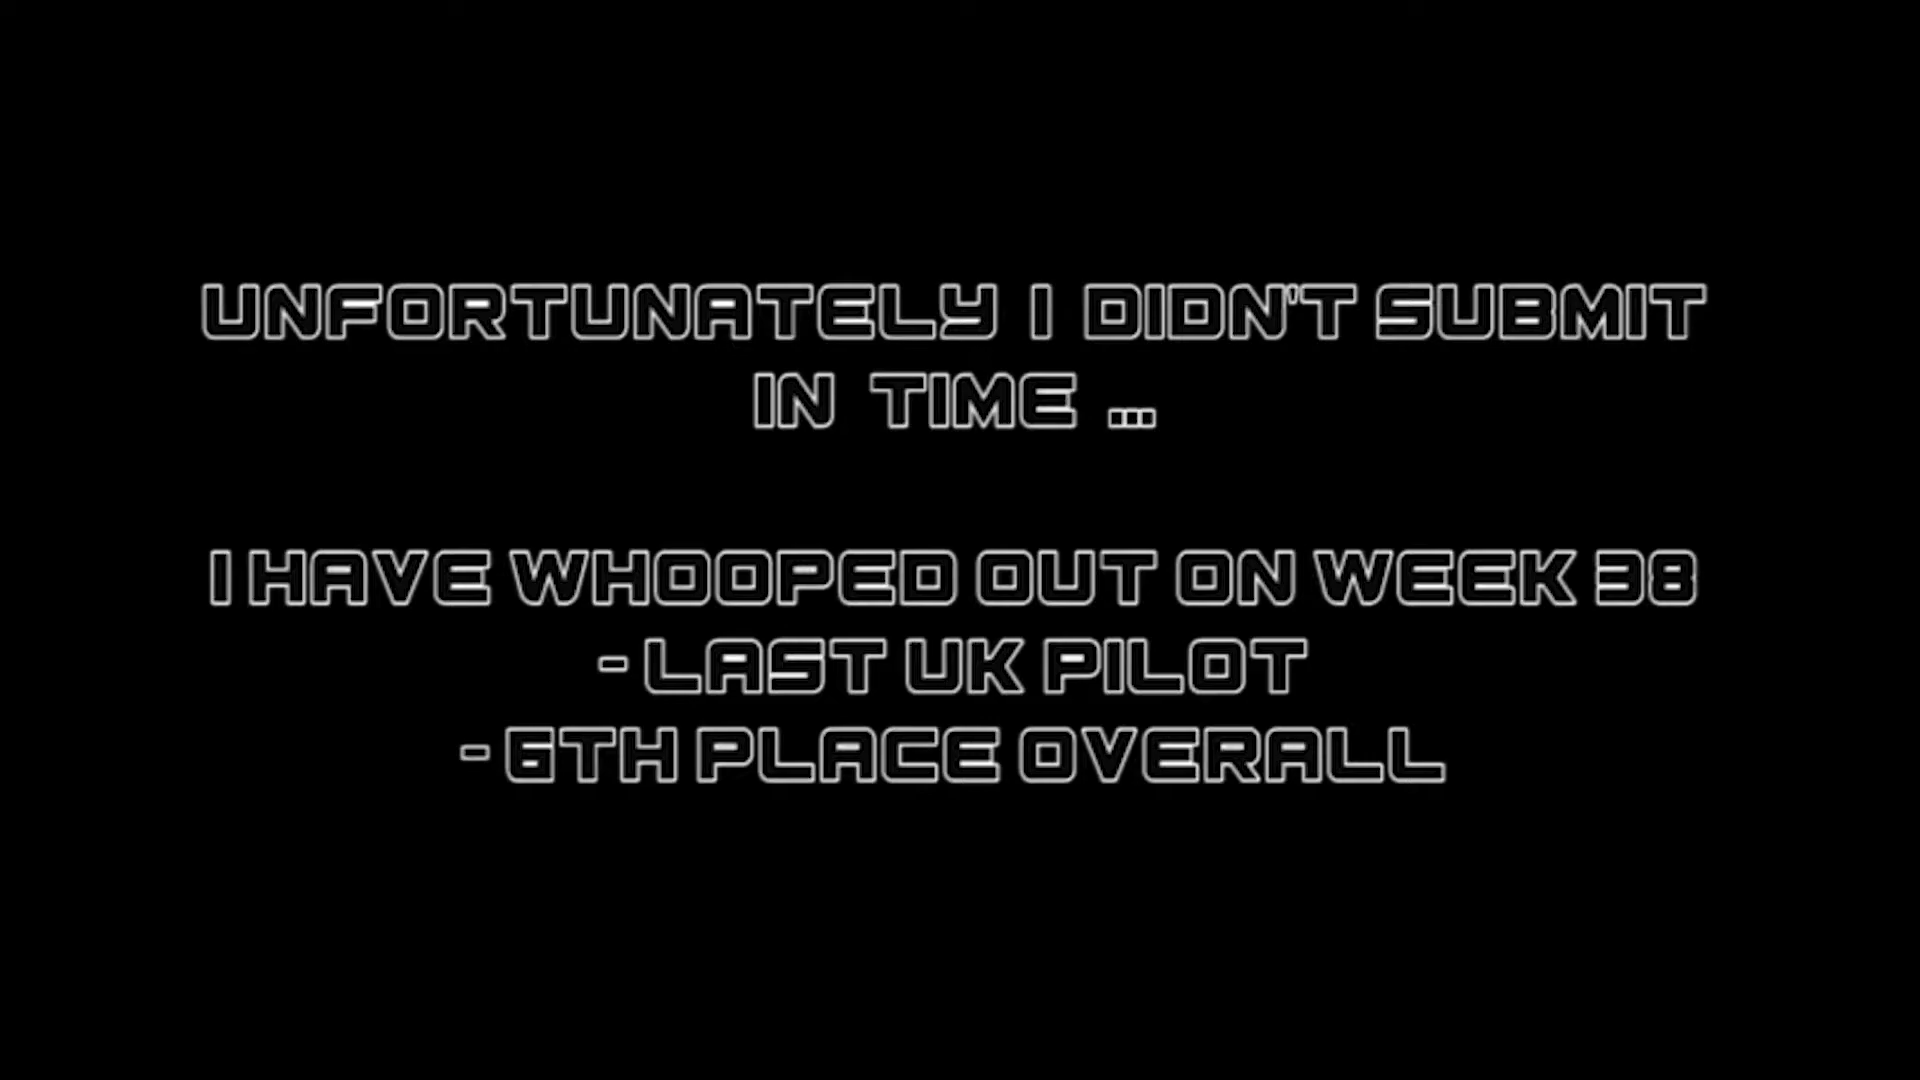 UNFORTUNATELY I DIDN'T SUBMIT
IN TIME ...
I HAVE WHOOPED OUT ON WEEK 38
- LAST UK PILOT
- 6TH PLACE OVERALL